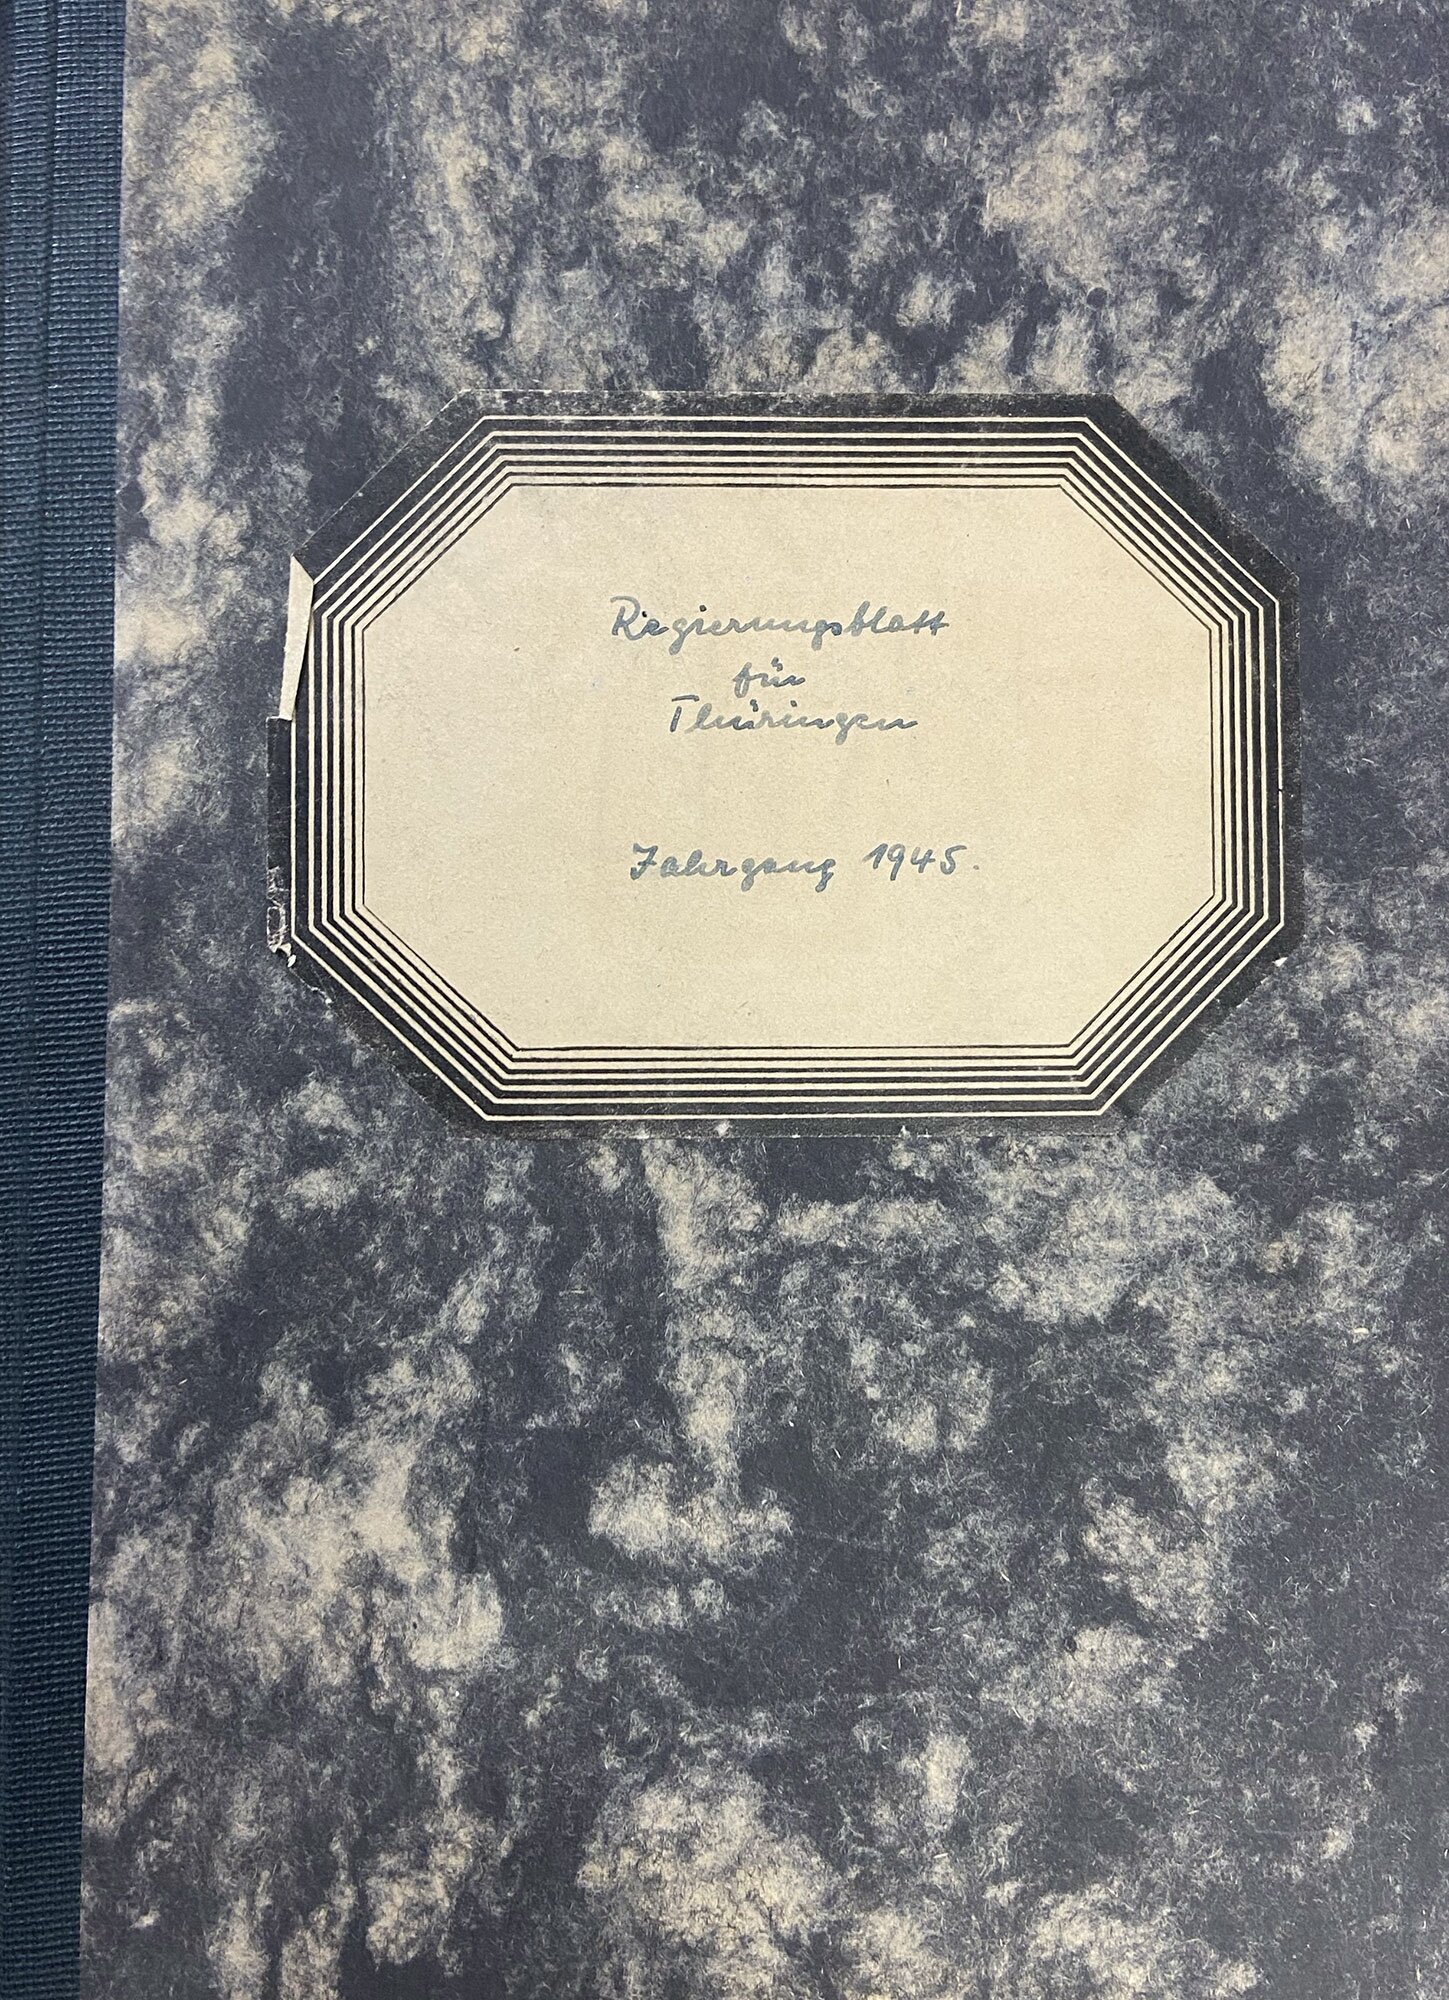 Regierungsblatt
für
Thüringen
Jahrgang 1945.